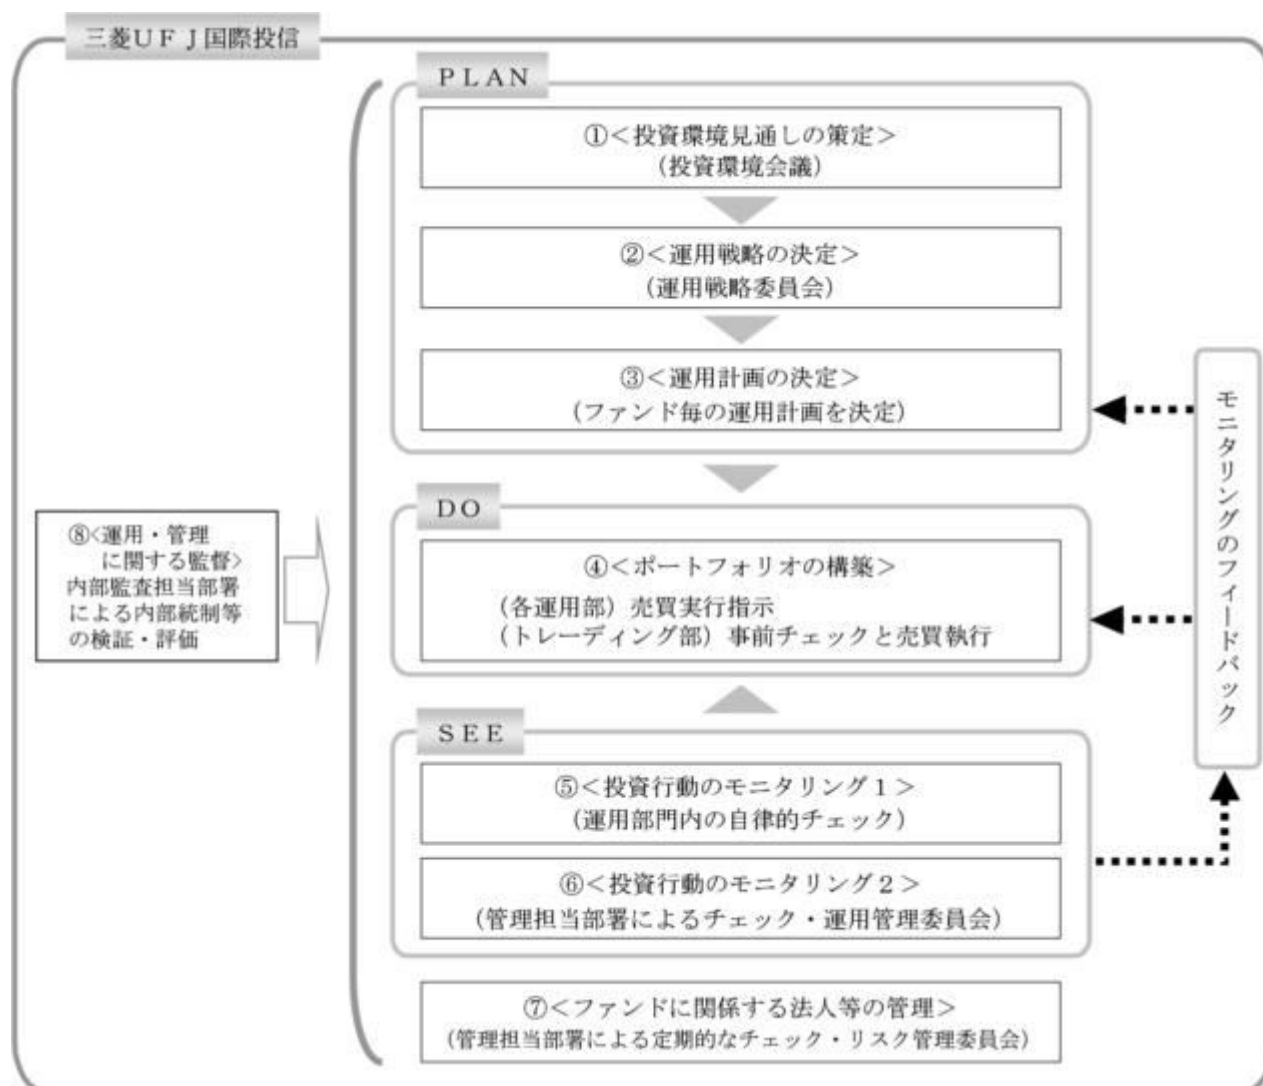 三菱ＵＦＪ国際投信
ＰＬＡＮ
①＜投資環境見通しの策定＞
（投資環境会議）
②＜運用戦略の決定＞
（運用戦略委員会）
③＜運用計画の決定＞
（ファンド毎の運用計画を決定）
ＤＯ
④＜ポートフォリオの構築＞
（各運用部）売買実行指示
（トレーディング部）事前チェックと売買執行
ＳＥＥ
⑤＜投資行動のモニタリング１＞
（運用部門内の自律的チェック）
⑥＜投資行動のモニタリング２＞
（管理担当部署によるチェック・運用管理委員会）
⑦＜ファンドに関係する法人等の管理＞
（管理担当部署による定期的なチェック・リスク管理委員会）
⑧<運用・管理
に関する監督>
内部監査担当部署
による内部統制等
の検証・評価
モニタリングのフィードバック